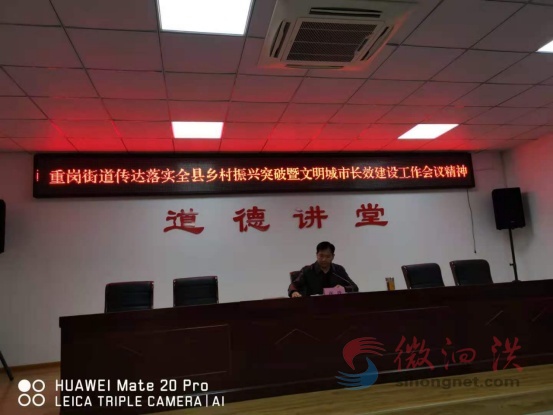 重岗街道传达落实全县乡村振兴突破暨文明城市长效建设工作会议精神
道德讲堂
微泗洪
sihongnet.com
HUAWEI Mate 20 Pro
LEICA TRIPLE CAMERA | AI